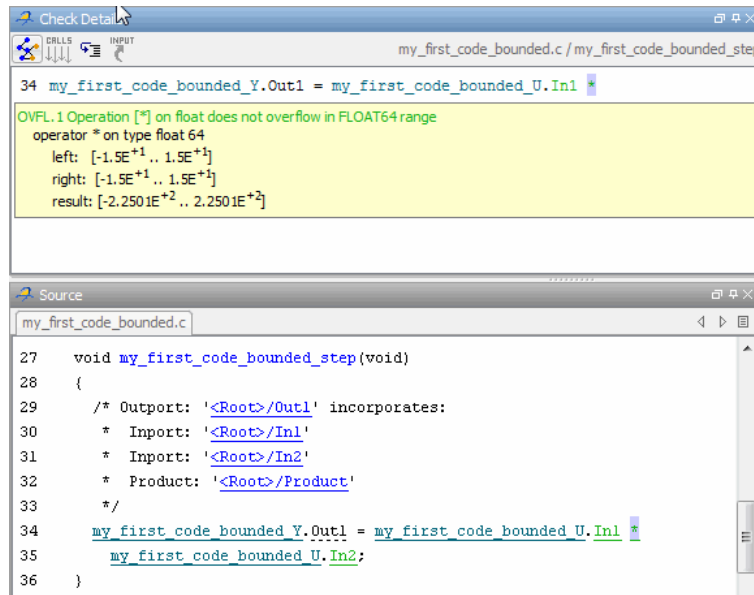 Check Details
CALLS INPUT my_first_code_bounded.c / my_first_code_bounded_step
34 my_first_code_bounded_Y.Out1 = my_first_code_bounded_U.In1 *
OVFL.1 Operation [*] on float does not overflow in FLOAT64 range
operator * on type float 64
left: [-1.5E+1 .. 1.5E+1]
right: [-1.5E+1 .. 1.5E+1]
result: [-2.2501E+2 .. 2.2501E+2]
Source
my_first_code_bounded.c
27 void my_first_code_bounded_step(void)
28 {
29 /* Outport: '<Root>/Out1' incorporates:
30 * Inport: '<Root>/In1'
31 * Inport: '<Root>/In2'
32 * Product: '<Root>/Product'
33 */
34 my_first_code_bounded_Y.Out1 = my_first_code_bounded_U.In1 *
35 my_first_code_bounded_U.In2;
36 }